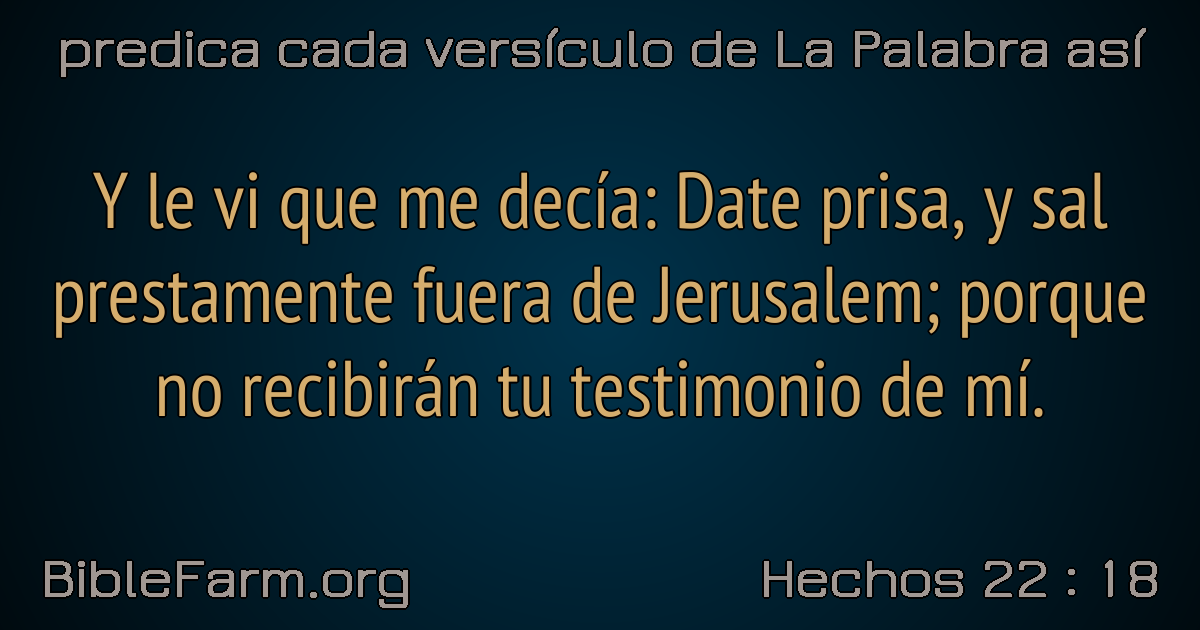 predica cada versículo de La Palabra así
Y le vi que me decía: Date prisa, y sal
prestamente fuera de Jerusalem; porque
no recibirán tu testimonio de mí.
BibleFarm.org
Hechos 22 : 18